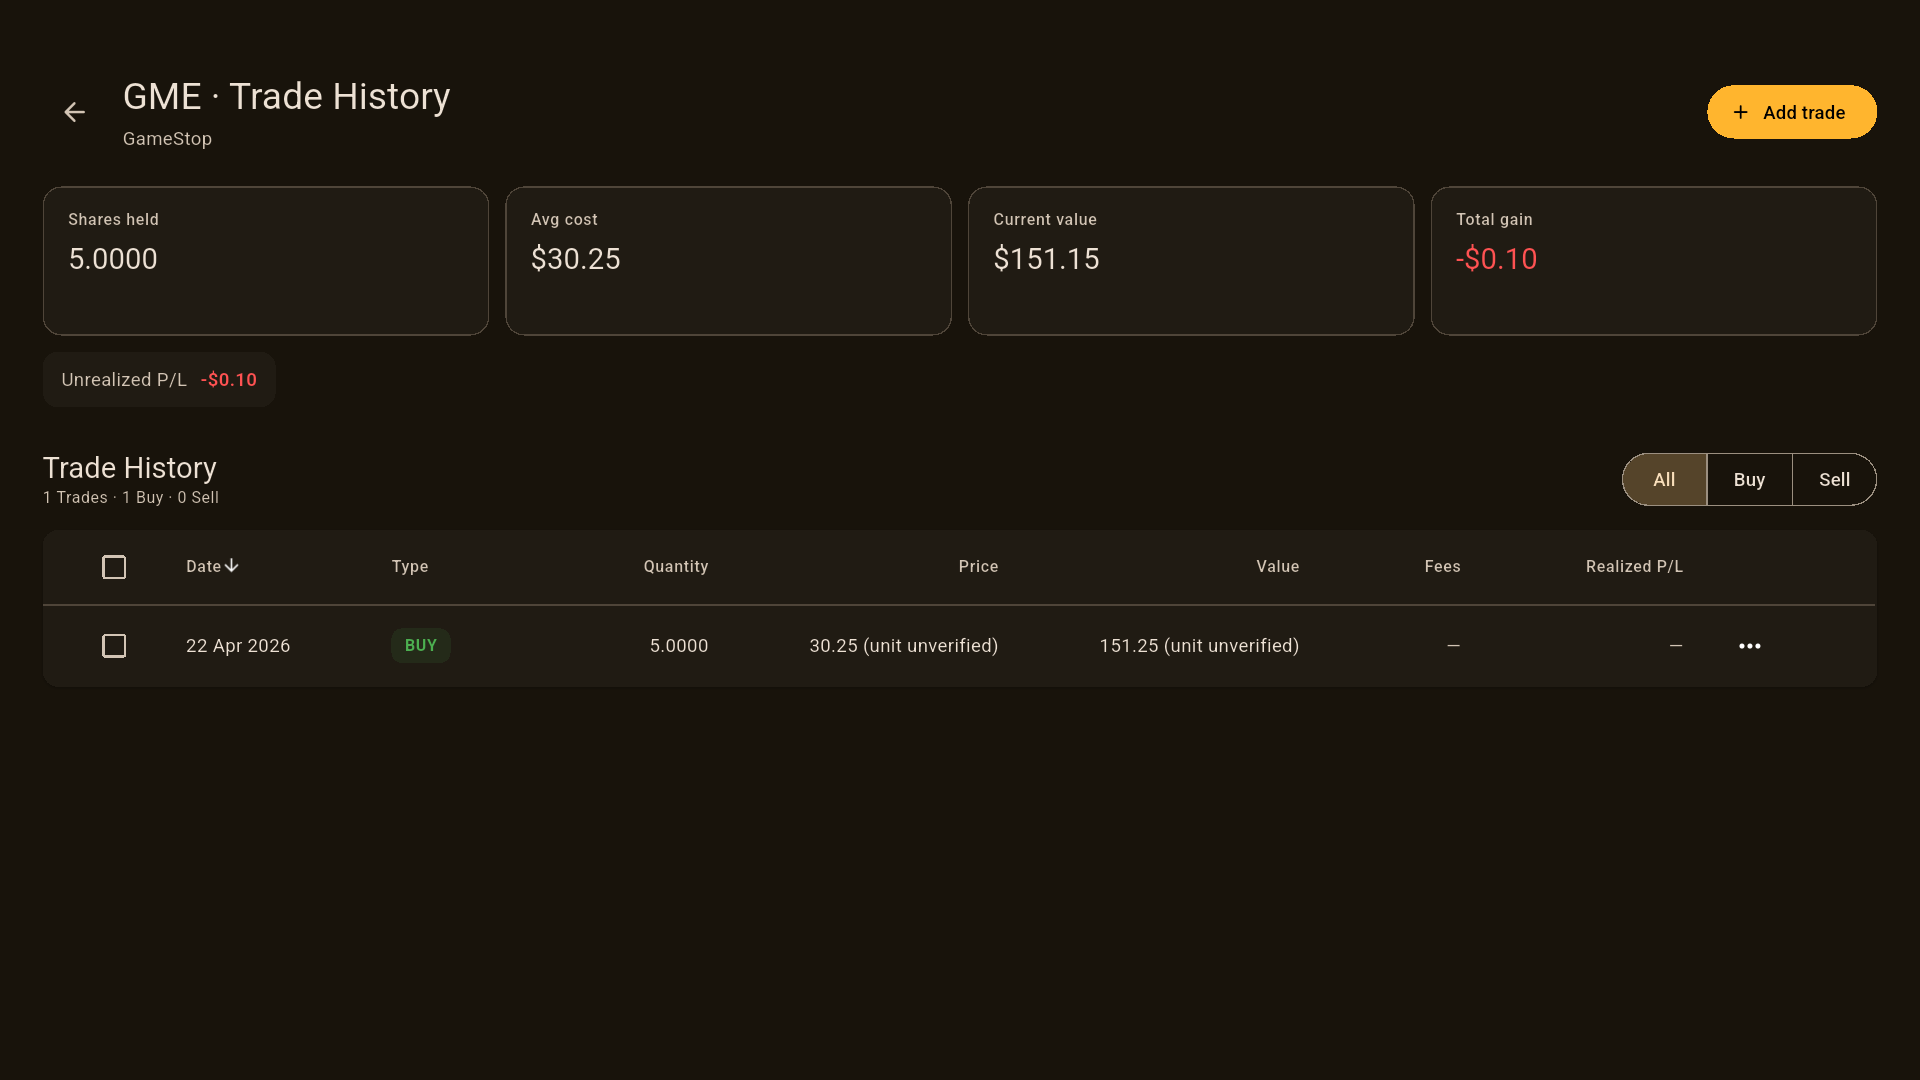 GME · Trade History
GameStop
+ Add trade
Shares held
5.0000
Avg cost
$30.25
Current value
$151.15
Total gain
-$0.10
Unrealized P/L -$0.10
Trade History
1 Trades · 1 Buy · 0 Sell
All Buy Sell
Date↓ Type Quantity Price Value Fees Realized P/L
22 Apr 2026 BUY 5.0000 30.25 (unit unverified) 151.25 (unit unverified) — —